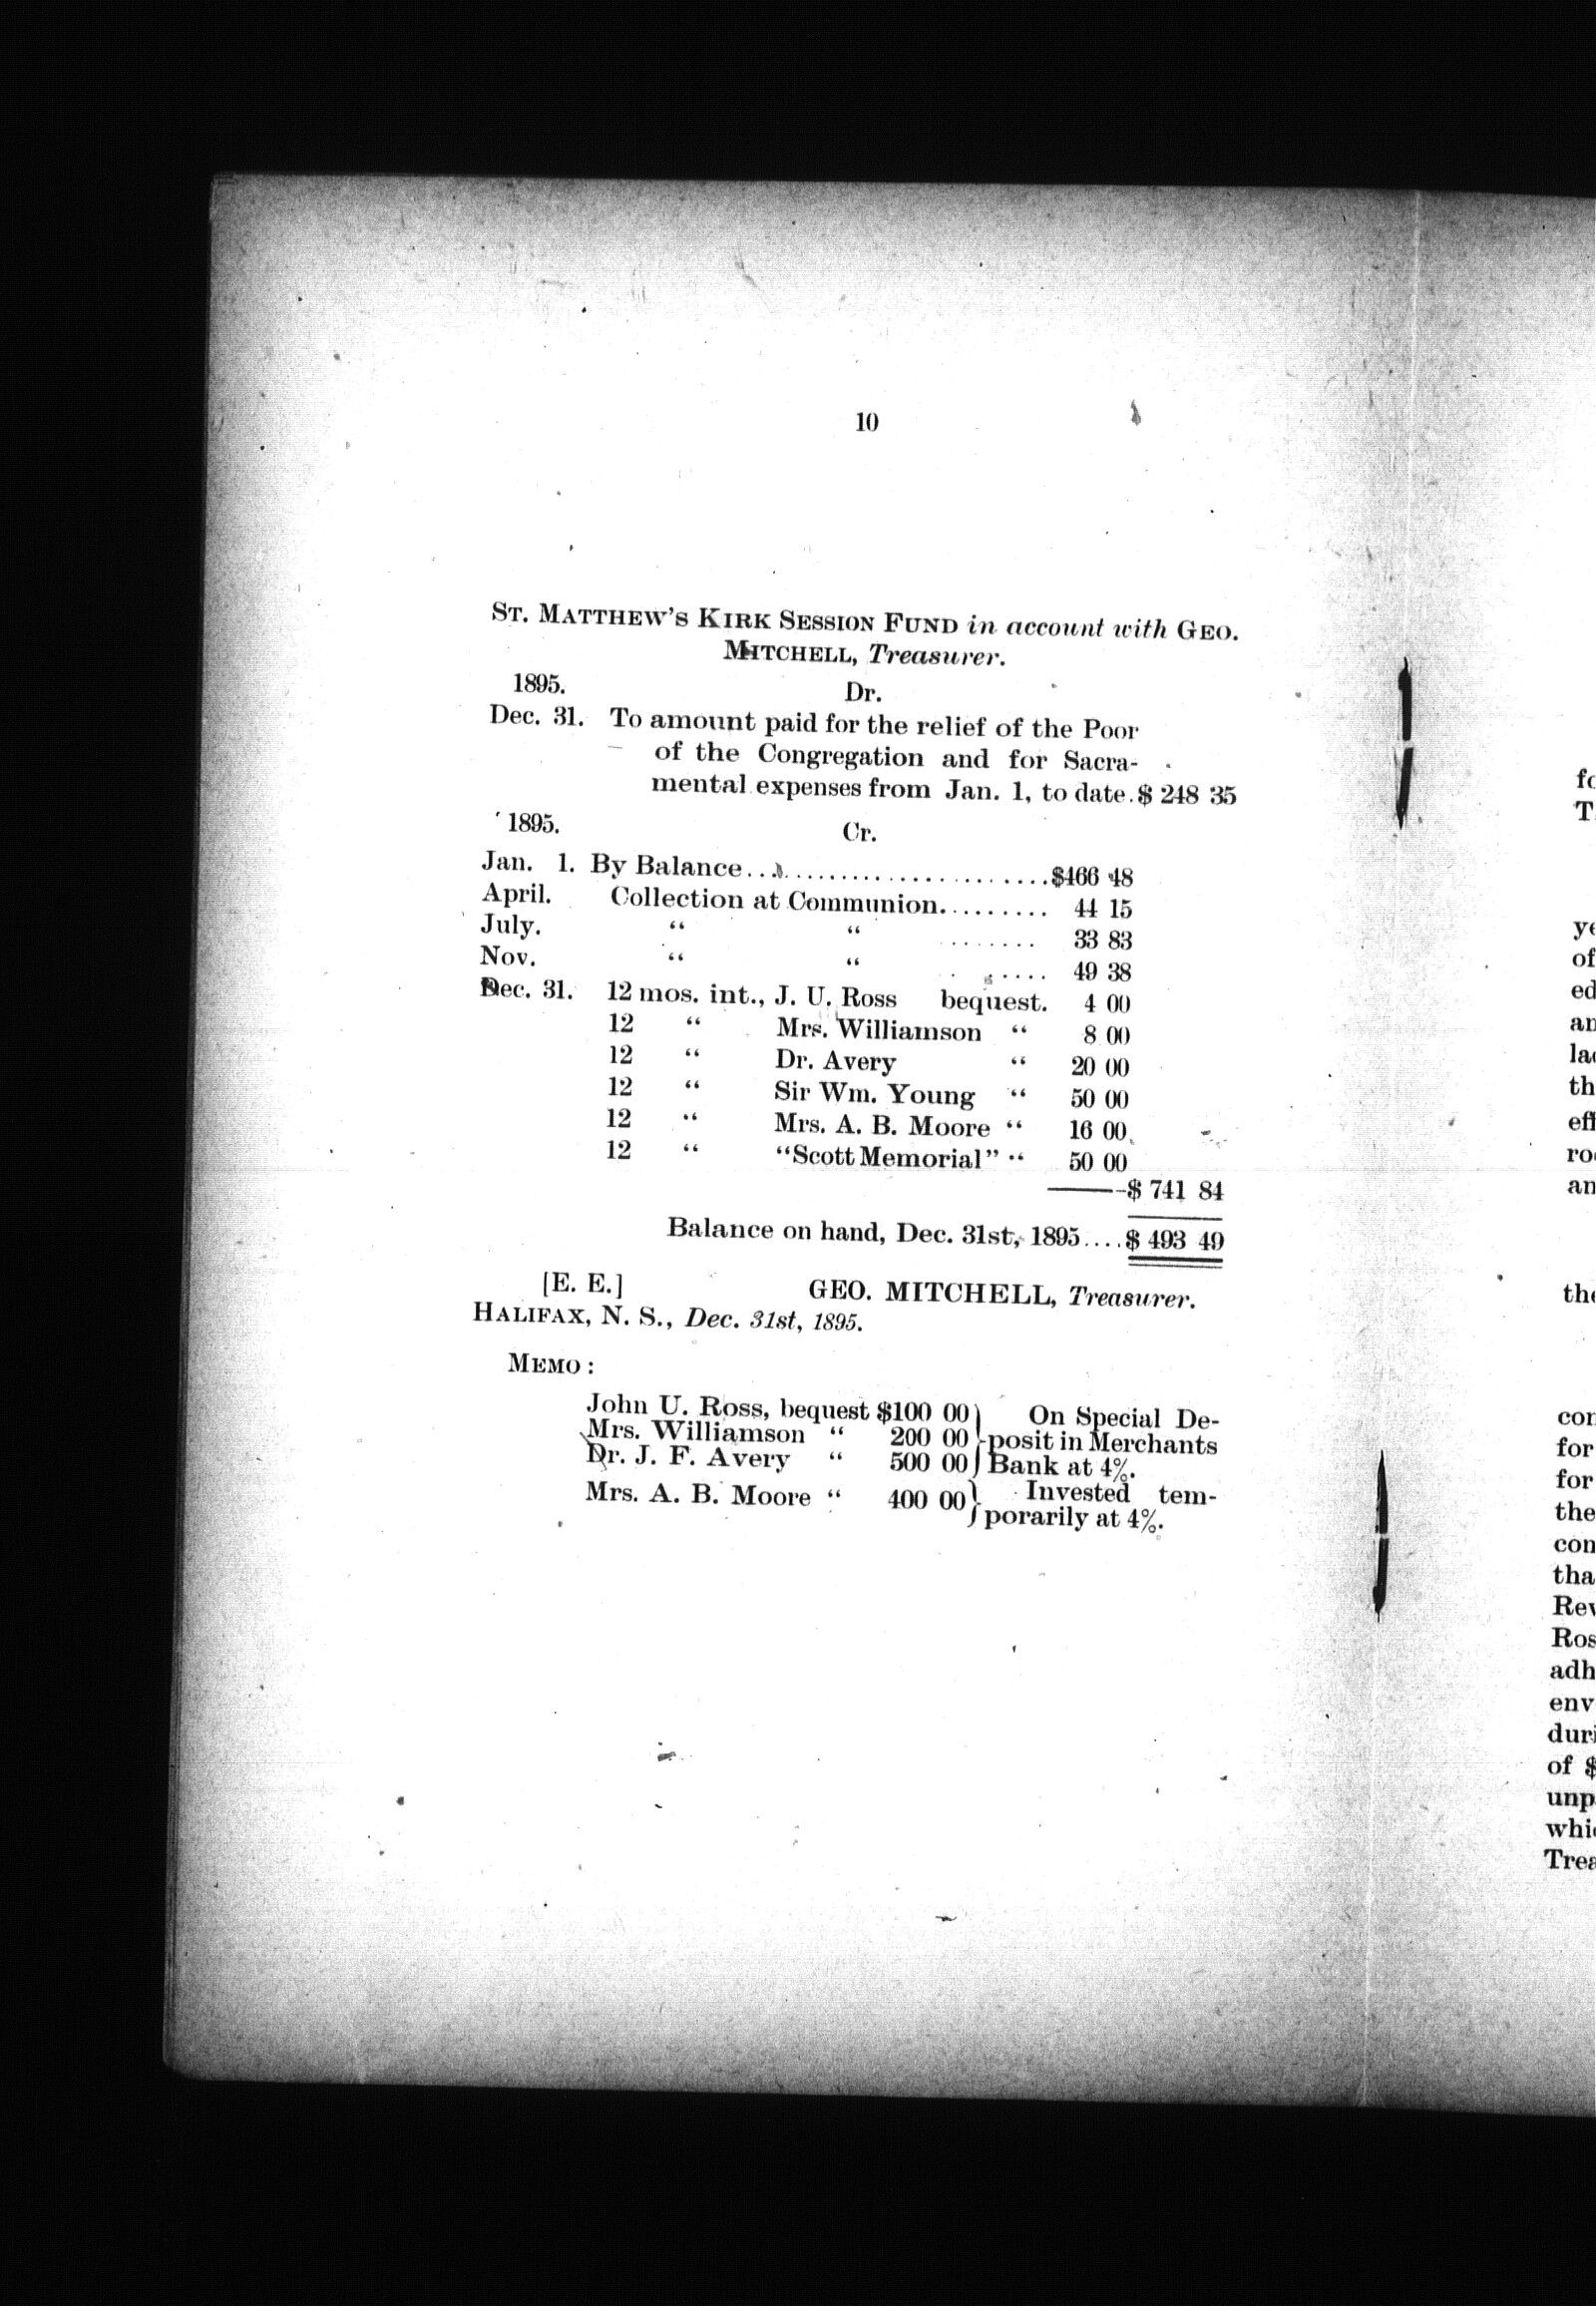 10
ST. MATTHEW'S KIRK SESSION FUND in account with GEO.
MITCHELL, Treasurer.
1895. Dr.
Dec. 31. To amount paid for the relief of the Poor
of the Congregation and for Sacra-
mental expenses from Jan. 1, to date.$ 248 35
1895. Cr.
Jan. 1. By Balance........................$466 48
April. Collection at Communion......... 44 15
July. “ “ ....... 33 83
Nov. “ “ ..... 49 38
Dec. 31. 12 mos. int., J. U. Ross bequest. 4 00
12 “ Mrs. Williamson “ 8 00
12 “ Dr. Avery “ 20 00
12 “ Sir Wm. Young “ 50 00
12 “ Mrs. A. B. Moore “ 16 00
12 “ “Scott Memorial” “ 50 00
$ 741 84
Balance on hand, Dec. 31st, 1895....$ 493 49
[E. E.] GEO. MITCHELL, Treasurer.
HALIFAX, N. S., Dec. 31st, 1895.
MEMO:
John U. Ross, bequest $100 00 } On Special De-
Mrs. Williamson “ 200 00 } posit in Merchants
Dr. J. F. Avery “ 500 00 } Bank at 4%.
Mrs. A. B. Moore “ 400 00 } Invested tem-
porarily at 4%.
the
for
for
the
Trea